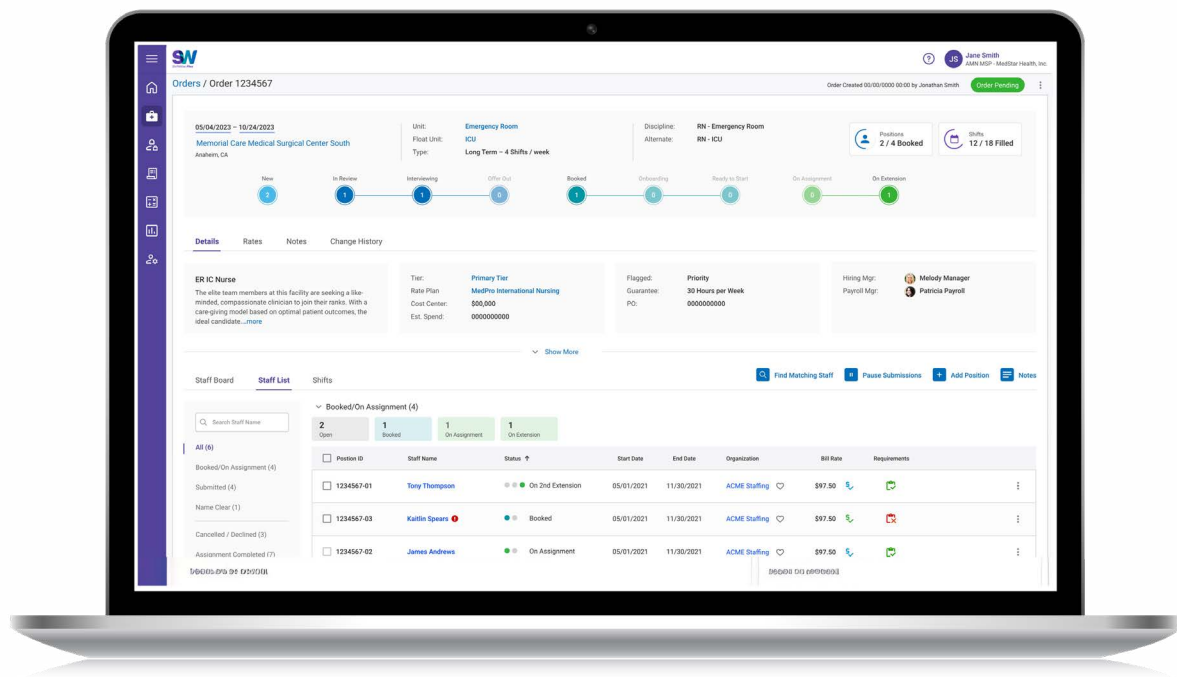 SW
JS
Jane Smith
AMN MSP - MedStar Health, Inc
Orders / Order 1234567
Order Created 00/00/0000 00:00 by Jonathan Smith
Order Pending
05/04/2023 – 10/24/2023
Memorial Care Medical Surgical Center South
Anaheim, CA
Unit: Emergency Room
Float Unit: ICU
Type: Long Term – 4 Shifts / week
Discipline: RN - Emergency Room
Alternate: RN - ICU
Positions
2 / 4 Booked
Shifts
12 / 18 Filled
New In Review Interviewing Offer Out Booked Onboarding Ready to Start On Assignment On Extension
2 1 1 0 1 0 0 0 1
Details Rates Notes Change History
ER IC Nurse
The elite team members at this facility are seeking a like-
minded, compassionate clinician to join their ranks. With a
care-giving model based on optimal patient outcomes, the
ideal candidate...more
Tier: Primary Tier
Rate Plan MedPro International Nursing
Cost Center: $00,000
Est. Spend: 0000000000
Flagged: Priority
Guarantee: 30 Hours per Week
PO: 0000000000
Hiring Mgr: Melody Manager
Payroll Mgr: Patricia Payroll
Show More
Staff Board Staff List Shifts
Find Matching Staff Pause Submissions Add Position Notes
Search Staff Name
All (6)
Booked/On Assignment (4)
Submitted (4)
Name Clear (1)
Cancelled / Declined (3)
Assignment Completed (7)
Booked/On Assignment (4)
2 1 1 1
Open Booked On Assignment On Extension
Postion ID Staff Name Status Start Date End Date Organization Bill Rate Requirements
1234567-01 Tony Thompson On 2nd Extension 05/01/2021 11/30/2021 ACME Staffing $97.50
1234567-03 Kaitlin Spears Booked 05/01/2021 11/30/2021 ACME Staffing $97.50
1234567-02 James Andrews On Assignment 05/01/2021 11/30/2021 ACME Staffing $97.50